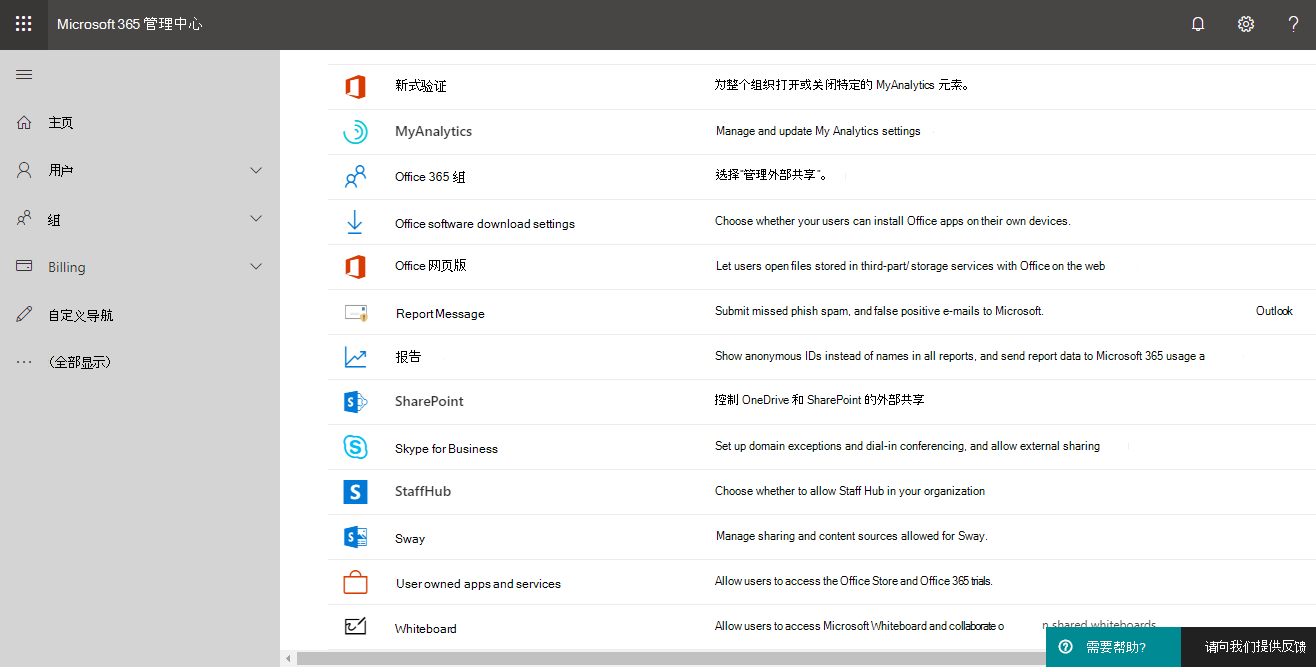 Microsoft 365 管理中心
?
主页
用户
组
Billing
自定义导航
(全部显示)
新式验证 为整个组织打开或关闭特定的 MyAnalytics 元素。
MyAnalytics Manage and update My Analytics settings
Office 365 组 选择"管理外部共享"。
Office software download settings Choose whether your users can install Office apps on their own devices.
Office 网页版 Let users open files stored in third-part/ storage services with Office on the web
Report Message Submit missed phish spam, and false positive e-mails to Microsoft. Outlook
报告 Show anonymous IDs instead of names in all reports, and send report data to Microsoft 365 usage a
SharePoint 控制 OneDrive 和 SharePoint 的外部共享
Skype for Business Set up domain exceptions and dial-in conferencing, and allow external sharing
StaffHub Choose whether to allow Staff Hub in your organization
Sway Manage sharing and content sources allowed for Sway.
User owned apps and services Allow users to access the Office Store and Office 365 trials.
Whiteboard Allow users to access Microsoft Whiteboard and collaborate o n shared whiteboards
需要帮助?
请向我们提供反馈